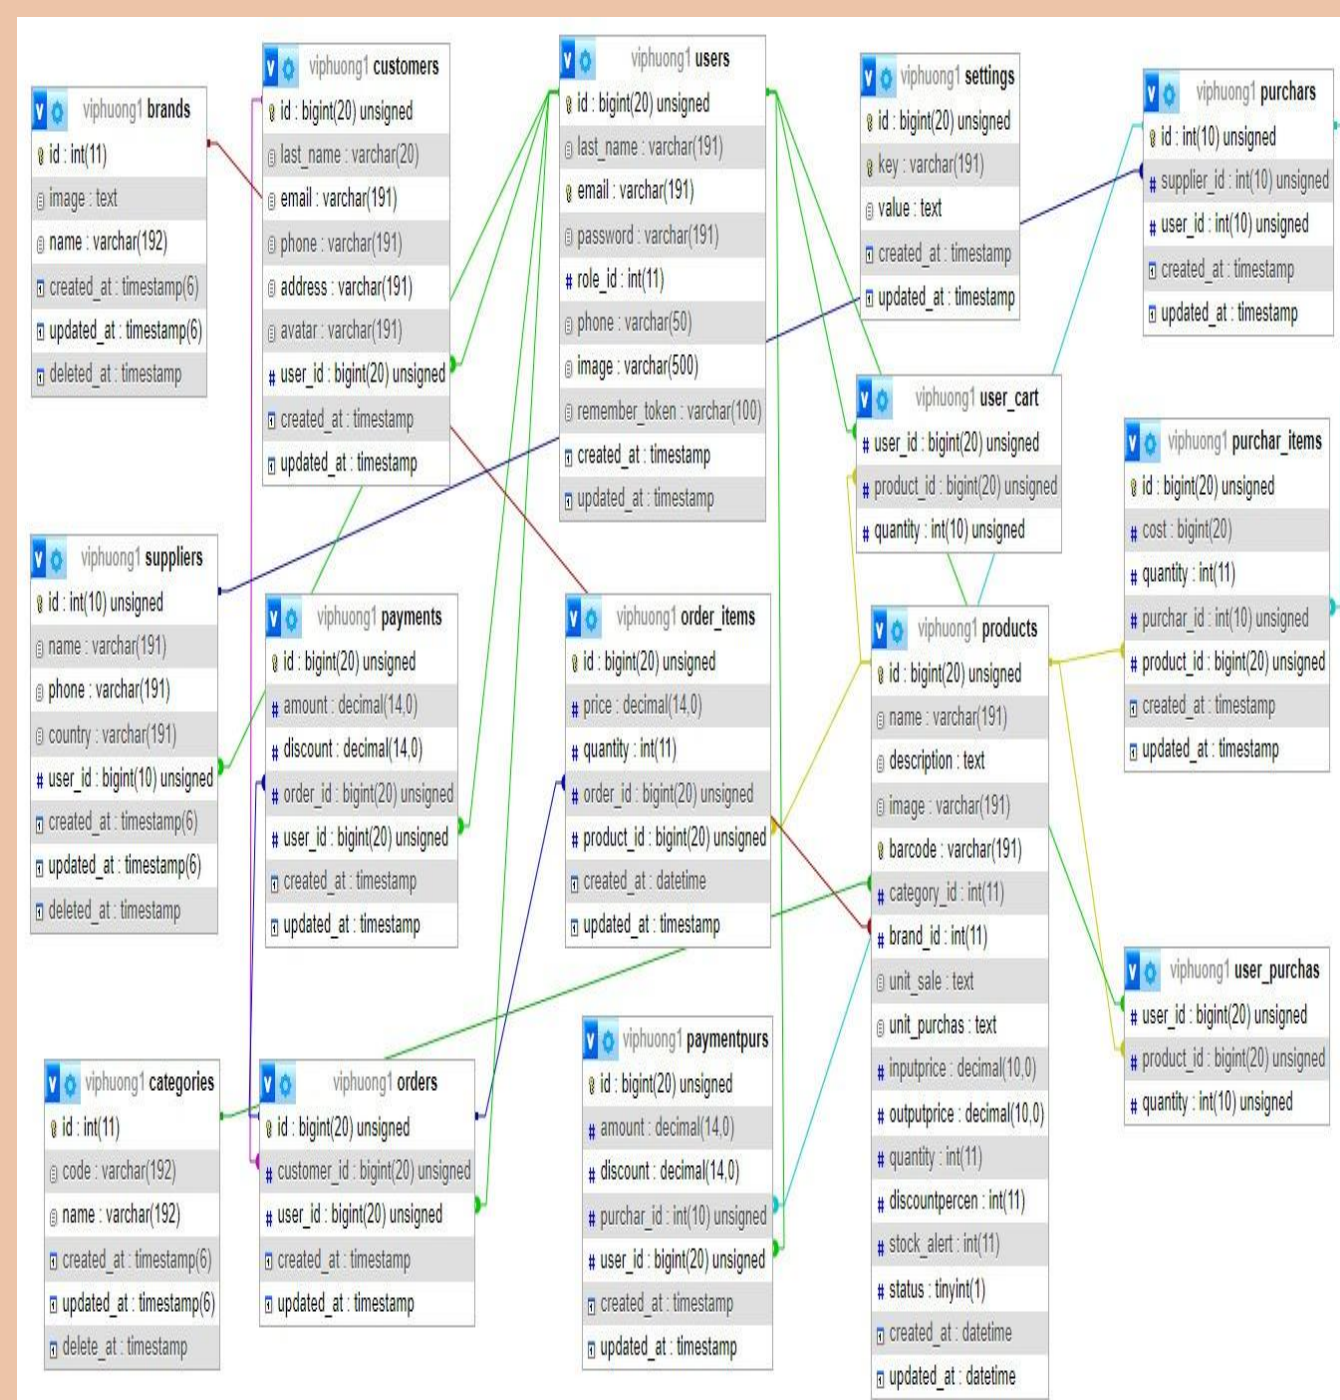 viphuong1 brands
id : int(11)
image : text
name : varchar(192)
created_at : timestamp(6)
updated_at : timestamp(6)
deleted_at : timestamp
viphuong1 customers
id : bigint(20) unsigned
last_name : varchar(20)
email : varchar(191)
phone : varchar(191)
address : varchar(191)
avatar : varchar(191)
user_id : bigint(20) unsigned
created_at : timestamp
updated_at : timestamp
viphuong1 users
id : bigint(20) unsigned
last_name : varchar(191)
email : varchar(191)
password : varchar(191)
role_id : int(11)
phone : varchar(50)
image : varchar(500)
remember_token : varchar(100)
created_at : timestamp
updated_at : timestamp
viphuong1 settings
id : bigint(20) unsigned
key : varchar(191)
value : text
created_at : timestamp
updated_at : timestamp
viphuong1 purchars
id : int(10) unsigned
supplier_id : int(10) unsigned
user_id : int(10) unsigned
created_at : timestamp
updated_at : timestamp
viphuong1 user_cart
user_id : bigint(20) unsigned
product_id : bigint(20) unsigned
quantity : int(10) unsigned
viphuong1 purchar_items
id : bigint(20) unsigned
cost : bigint(20)
quantity : int(11)
purchar_id : int(10) unsigned
product_id : bigint(20) unsigned
created_at : timestamp
updated_at : timestamp
viphuong1 suppliers
id : int(10) unsigned
name : varchar(191)
phone : varchar(191)
country : varchar(191)
user_id : bigint(10) unsigned
created_at : timestamp(6)
updated_at : timestamp(6)
deleted_at : timestamp
viphuong1 payments
id : bigint(20) unsigned
amount : decimal(14,0)
discount : decimal(14,0)
order_id : bigint(20) unsigned
user_id : bigint(20) unsigned
created_at : timestamp
updated_at : timestamp
viphuong1 order_items
id : bigint(20) unsigned
price : decimal(14,0)
quantity : int(11)
order_id : bigint(20) unsigned
product_id : bigint(20) unsigned
created_at : datetime
updated_at : timestamp
viphuong1 products
id : bigint(20) unsigned
name : varchar(191)
description : text
image : varchar(191)
barcode : varchar(191)
category_id : int(11)
brand_id : int(11)
unit_sale : text
unit_purchas : text
inputprice : decimal(10,0)
outputprice : decimal(10,0)
quantity : int(11)
discountpercen : int(11)
stock_alert : int(11)
status : tinyint(1)
created_at : datetime
updated_at : datetime
viphuong1 user_purchas
user_id : bigint(20) unsigned
product_id : bigint(20) unsigned
quantity : int(10) unsigned
viphuong1 categories
id : int(11)
code : varchar(192)
name : varchar(192)
created_at : timestamp(6)
updated_at : timestamp(6)
delete_at : timestamp
viphuong1 orders
id : bigint(20) unsigned
customer_id : bigint(20) unsigned
user_id : bigint(20) unsigned
created_at : timestamp
updated_at : timestamp
viphuong1 paymentpurs
id : bigint(20) unsigned
amount : decimal(14,0)
discount : decimal(14,0)
purchar_id : int(10) unsigned
user_id : bigint(20) unsigned
created_at : timestamp
updated_at : timestamp